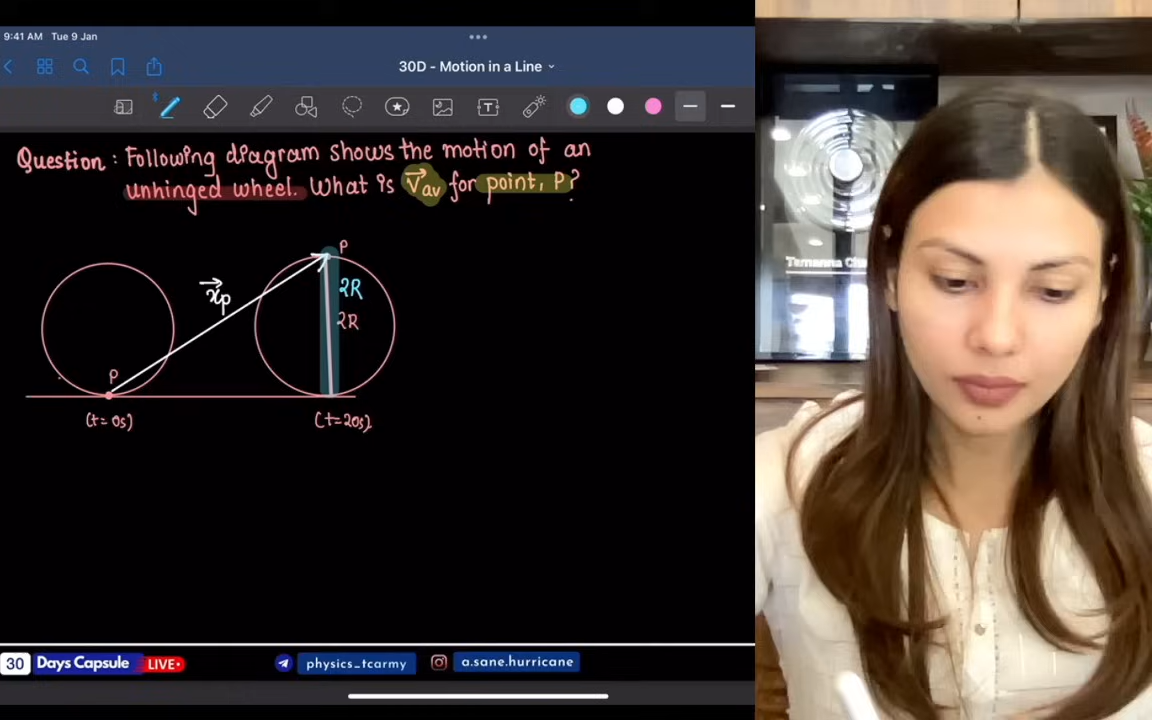 9:41 AM Tue 9 Jan
30D - Motion in a Line
Question : Following diagram shows the motion of an
unhinged wheel. What is V⃗av for point, P?
P
2R
x⃗p
2R
P
(t = 0s)
(t = 20s)
30 Days Capsule LIVE
physics_tcarmy
a.sane.hurricane